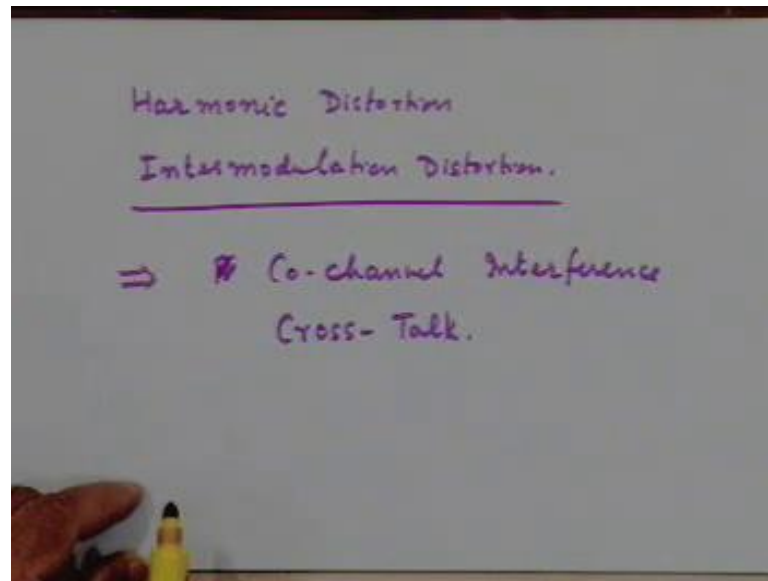 Harmonic Distortion
Intermodulation Distortion.
⇒ Co-channel Interference
Cross-Talk.